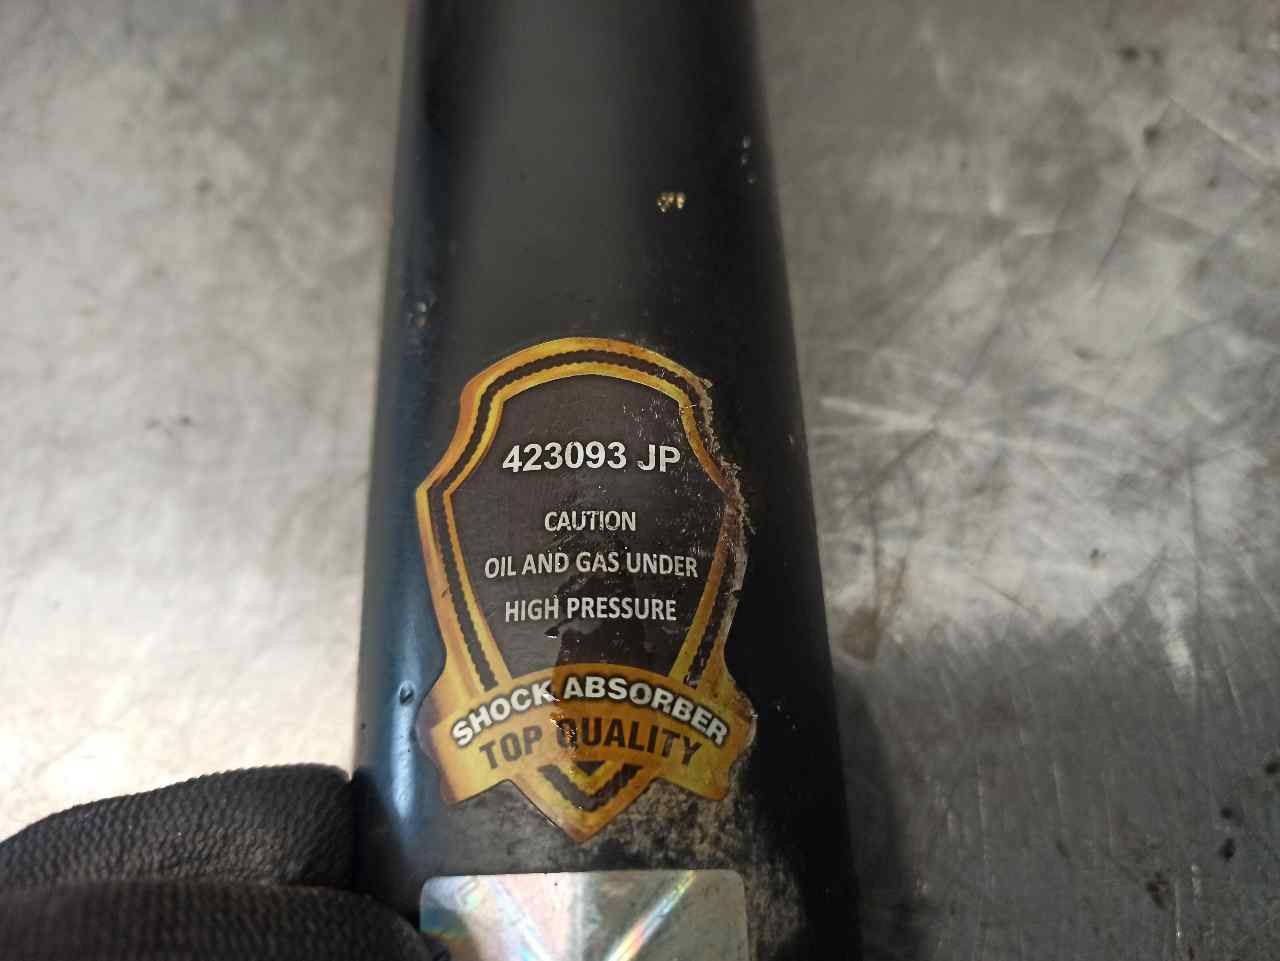 423093 JP
CAUTION
OIL AND GAS UNDER
HIGH PRESSURE
SHOCK ABSORBER
TOP QUALITY